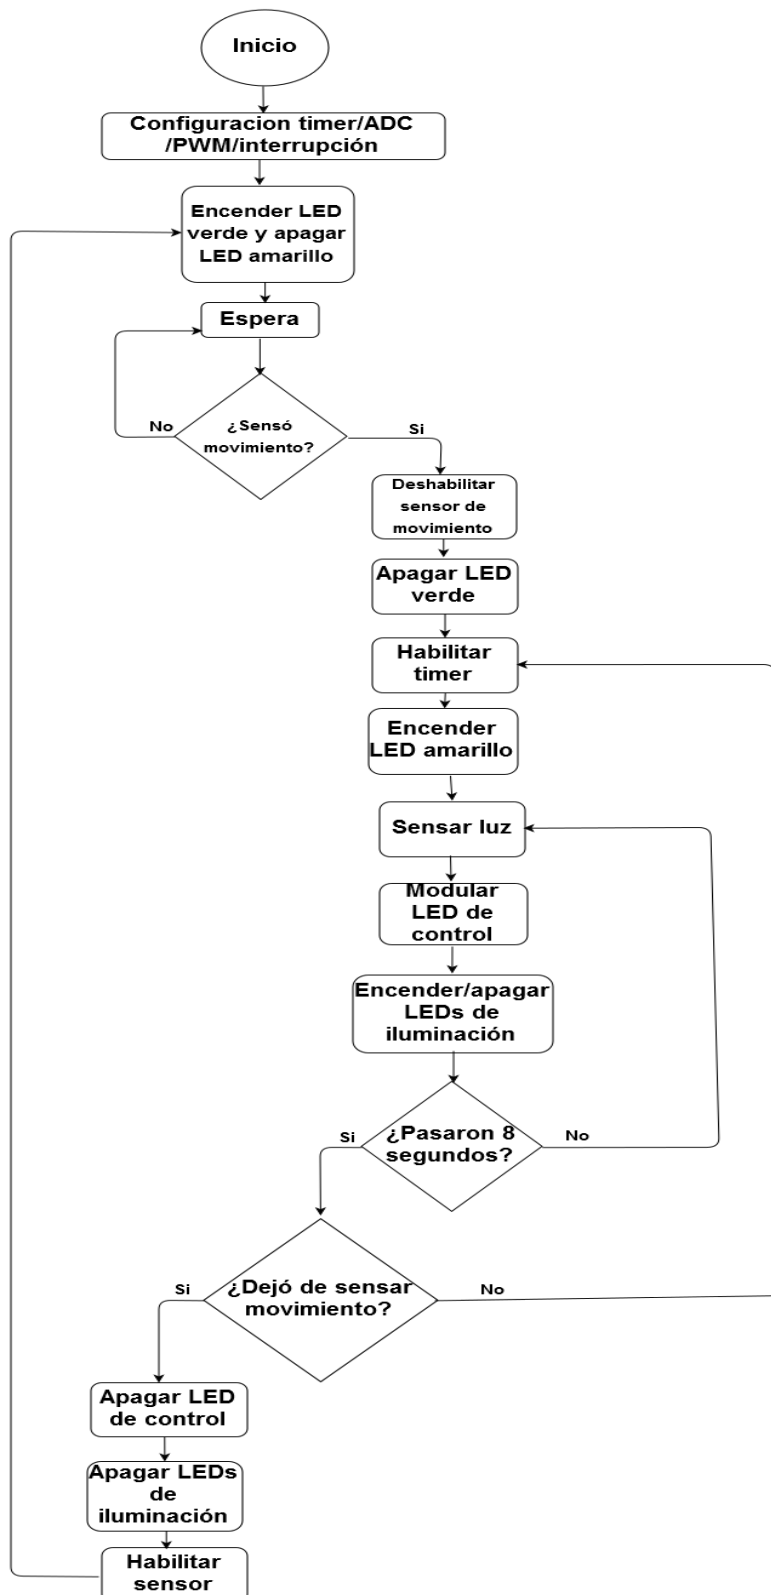 Inicio
Configuracion timer/ADC
/PWM/interrupción
Encender LED
verde y apagar
LED amarillo
Espera
No
¿Sensó
movimiento?
Si
Deshabilitar
sensor de
movimiento
Apagar LED
verde
Habilitar
timer
Encender
LED amarillo
Sensar luz
Modular
LED de
control
Encender/apagar
LEDs de
iluminación
Si
¿Pasaron 8
segundos?
No
Si
¿Dejó de sensar
movimiento?
No
Apagar LED
de control
Apagar LEDs
de
iluminación
Habilitar
sensor